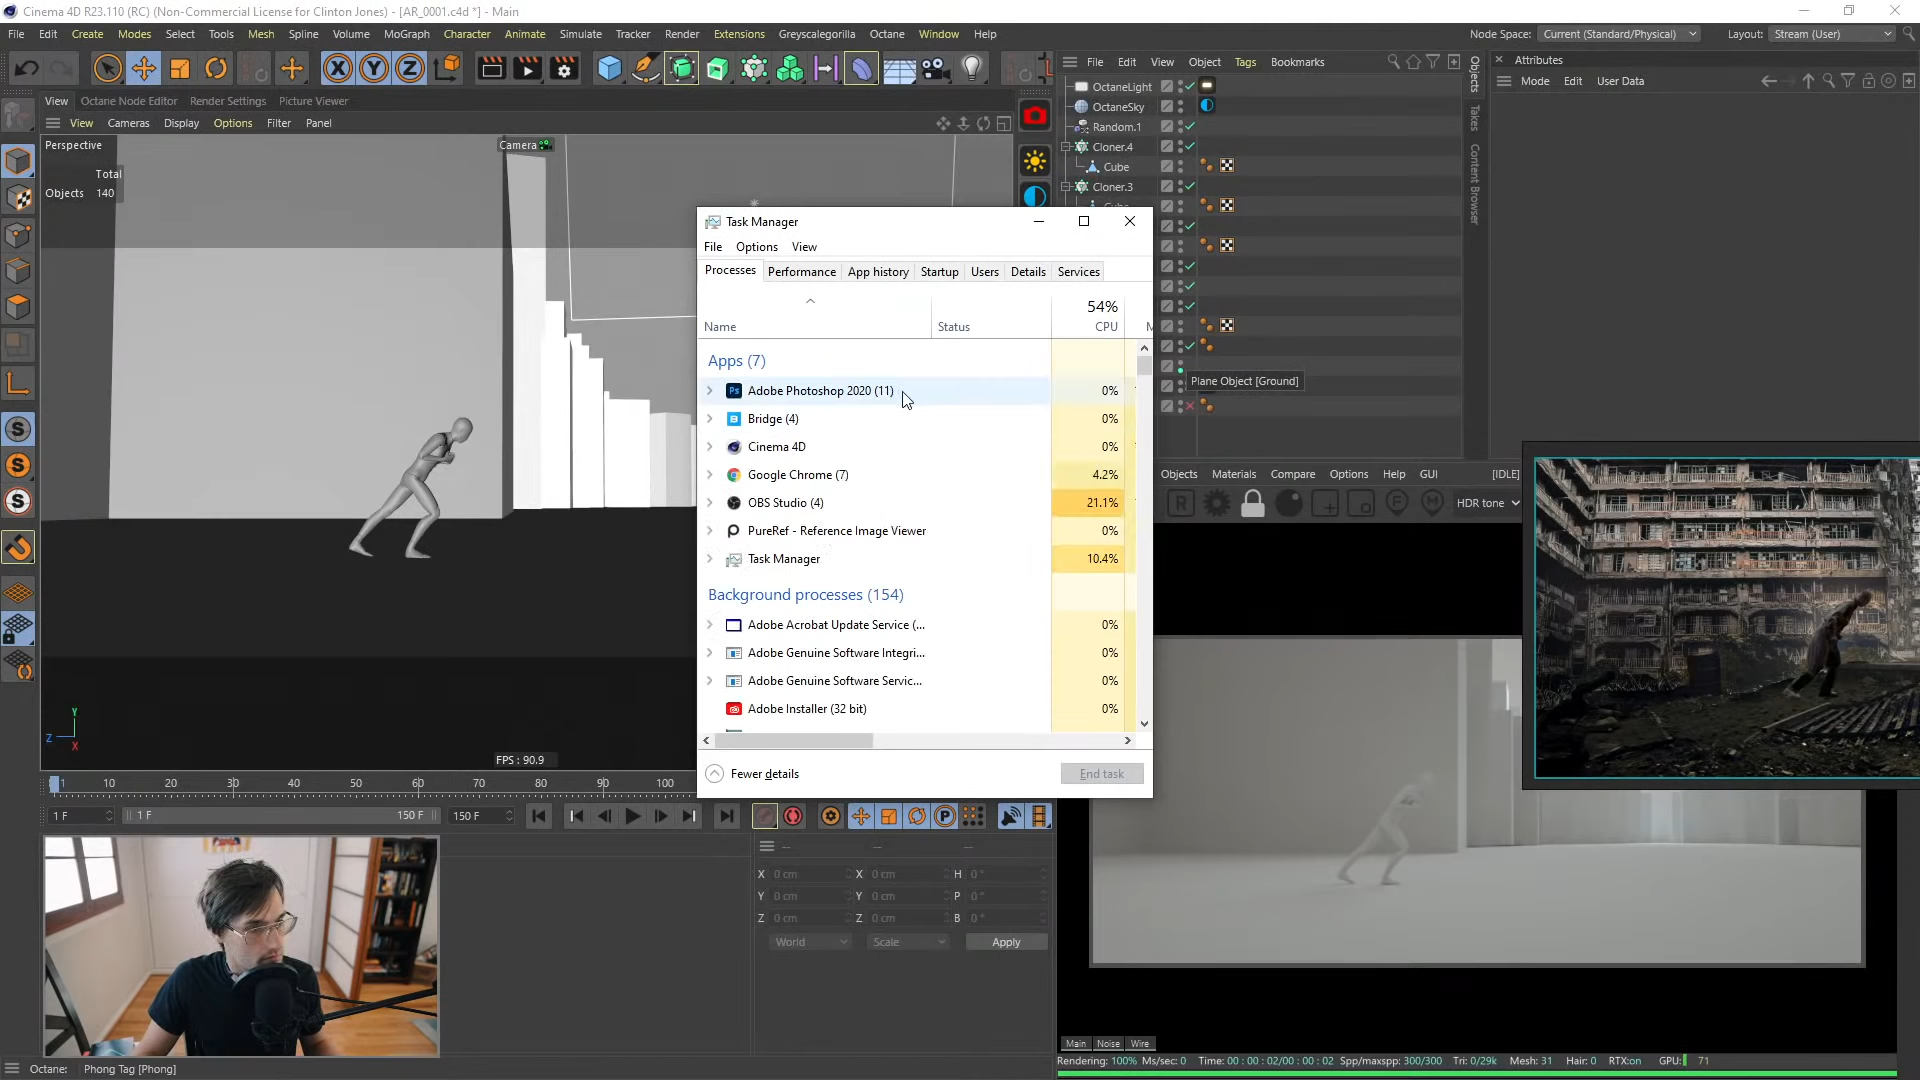 Cinema 4D R23.110 (RC) (Non-Commercial License for Clinton Jones) - [AR_0001.c4d *] - Main
File Edit Create Modes Select Tools Mesh Spline Volume MoGraph Character Animate Simulate Tracker Render Extensions Greyscalegorilla Octane Window Help
Node Space: Current (Standard/Physical) Layout: Stream (User)
File Edit View Object Tags Bookmarks
Attributes
Mode Edit User Data
View Octane Node Editor Render Settings Picture Viewer
View Cameras Display Options Filter Panel
Perspective
Camera
Total
Objects 140
OctaneLight
OctaneSky
Random.1
Cloner.4
Cube
Cloner.3
Objects
Takes
Content Browser
Task Manager
File Options View
Processes Performance App history Startup Users Details Services
54%
Name Status CPU
Apps (7)
Adobe Photoshop 2020 (11) 0%
Bridge (4) 0%
Cinema 4D 0%
Google Chrome (7) 4.2%
OBS Studio (4) 21.1%
PureRef - Reference Image Viewer 0%
Task Manager 10.4%
Background processes (154)
Adobe Acrobat Update Service (... 0%
Adobe Genuine Software Integri... 0%
Adobe Genuine Software Servic... 0%
Adobe Installer (32 bit) 0%
Fewer details
End task
Plane Object [Ground]
Objects Materials Compare Options Help GUI [IDLE]
HDR tone
Y
Z
X
FPS : 90.9
1 10 20 30 40 50 60 70 80 90 100
1 F 1 F 150 F 150 F
-- -- --
X 0 cm X 0 cm H 0 °
Y 0 cm Y 0 cm P 0 °
Z 0 cm Z 0 cm B 0 °
World Scale Apply
Main Noise Wire
Rendering: 100% Ms/sec: 0 Time: 00 : 00 : 02/00 : 00 : 02 Spp/maxspp: 300/300 Tri: 0/29k Mesh: 31 Hair: 0 RTX:on GPU: 71
Octane: Phong Tag [Phong]